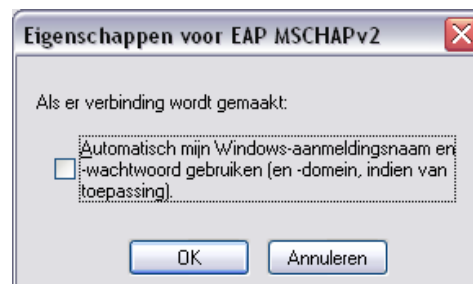 Eigenschappen voor EAP MSCHAPv2
Als er verbinding wordt gemaakt:
Automatisch mijn Windows-aanmeldingsnaam en
-wachtwoord gebruiken (en -domein, indien van
toepassing).
OK Annuleren